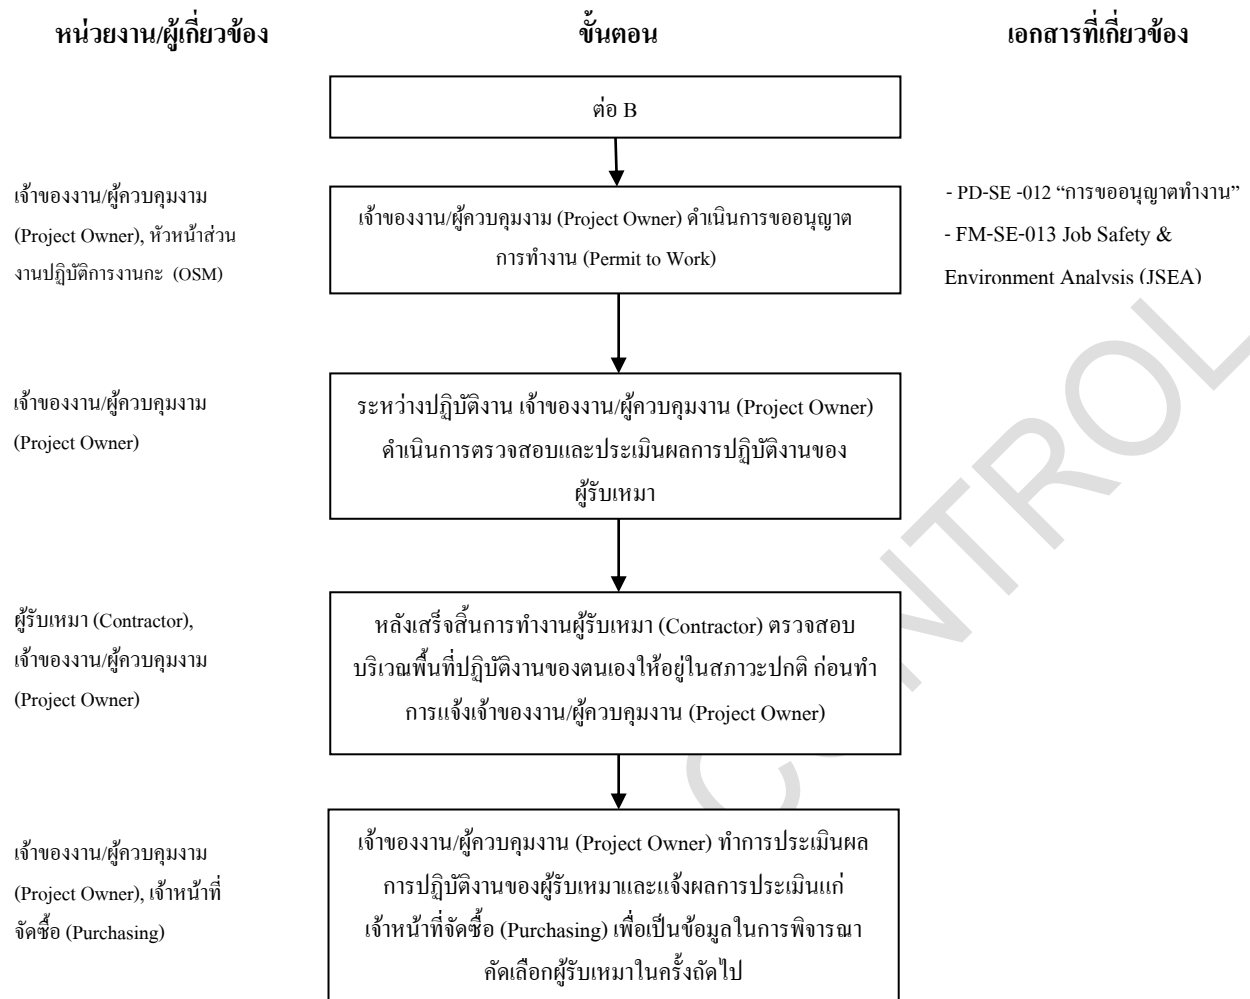 หน่วยงาน/ผู้เกี่ยวข้อง
ขั้นตอน
เอกสารที่เกี่ยวข้อง
ต่อ B
เจ้าของงาน/ผู้ควบคุมงาม
(Project Owner), หัวหน้าส่วน
งานปฏิบัติการงานกะ (OSM)
เจ้าของงาน/ผู้ควบคุมงาม (Project Owner) ดำเนินการขออนุญาต
การทำงาน (Permit to Work)
- PD-SE -012 “การขออนุญาตทำงาน”
- FM-SE-013 Job Safety &
Environment Analysis (JSEA)
เจ้าของงาน/ผู้ควบคุมงาม
(Project Owner)
ระหว่างปฏิบัติงาน เจ้าของงาน/ผู้ควบคุมงาน (Project Owner)
ดำเนินการตรวจสอบและประเมินผลการปฏิบัติงานของ
ผู้รับเหมา
ผู้รับเหมา (Contractor),
เจ้าของงาน/ผู้ควบคุมงาม
(Project Owner)
หลังเสร็จสิ้นการทำงานผู้รับเหมา (Contractor) ตรวจสอบ
บริเวณพื้นที่ปฏิบัติงานของตนเองให้อยู่ในสภาวะปกติ ก่อนทำ
การแจ้งเจ้าของงาน/ผู้ควบคุมงาน (Project Owner)
เจ้าของงาน/ผู้ควบคุมงาม
(Project Owner), เจ้าหน้าที่
จัดซื้อ (Purchasing)
เจ้าของงาน/ผู้ควบคุมงาน (Project Owner) ทำการประเมินผล
การปฏิบัติงานของผู้รับเหมาและแจ้งผลการประเมินแก่
เจ้าหน้าที่จัดซื้อ (Purchasing) เพื่อเป็นข้อมูลในการพิจารณา
คัดเลือกผู้รับเหมาในครั้งถัดไป
CONTROL